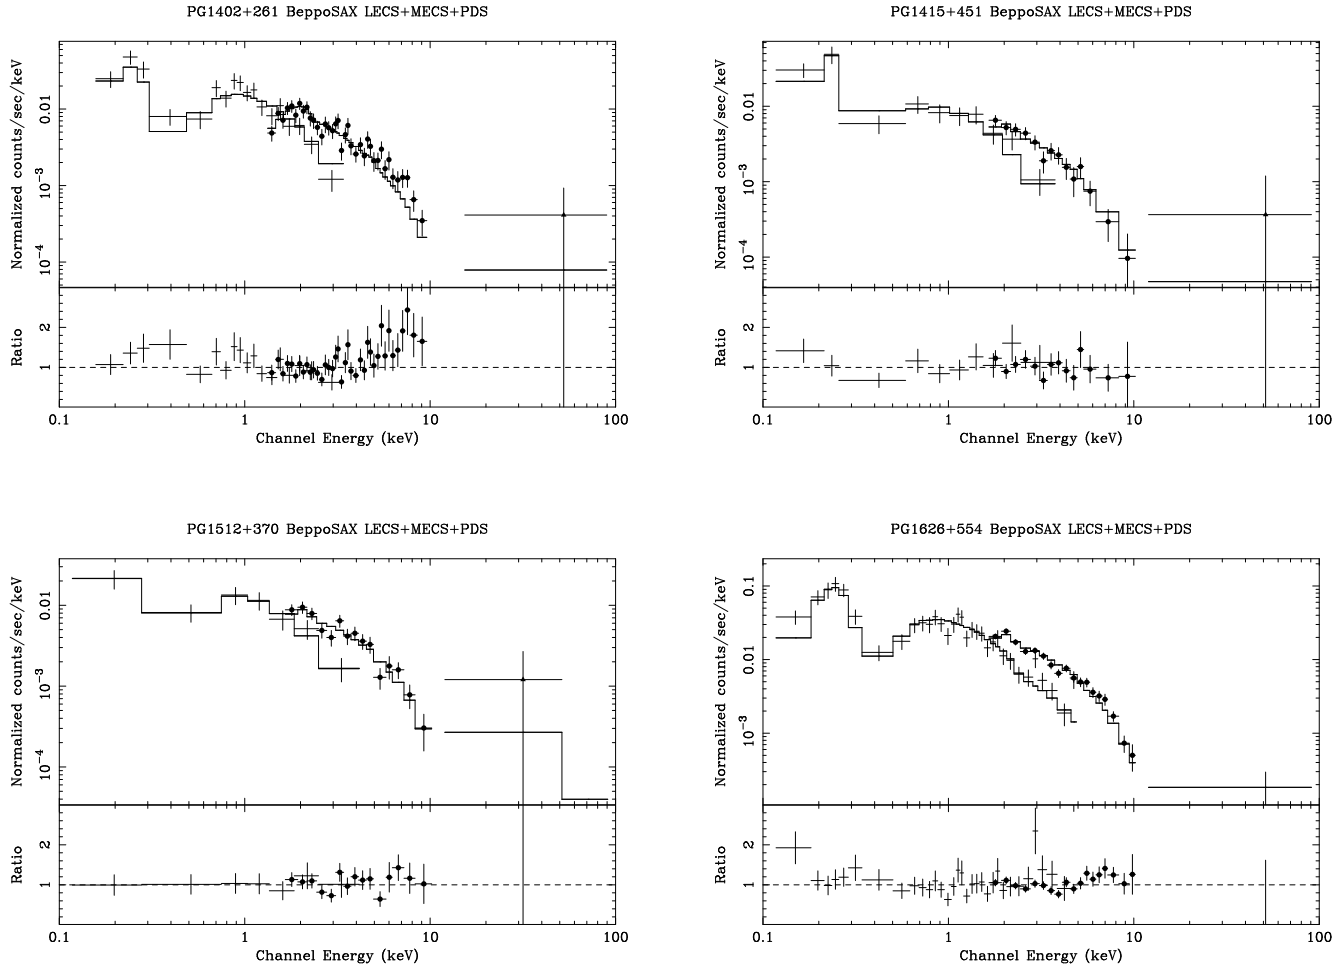 PG1402+261 BeppoSAX LECS+MECS+PDS
Normalized counts/sec/keV
0.01
10−3
10−4
Ratio
2
1
0.1 1 10 100
Channel Energy (keV)
PG1415+451 BeppoSAX LECS+MECS+PDS
Normalized counts/sec/keV
0.01
10−3
10−4
Ratio
2
1
0.1 1 10 100
Channel Energy (keV)
PG1512+370 BeppoSAX LECS+MECS+PDS
Normalized counts/sec/keV
0.01
10−3
10−4
Ratio
2
1
0.1 1 10 100
Channel Energy (keV)
PG1626+554 BeppoSAX LECS+MECS+PDS
Normalized counts/sec/keV
0.1
0.01
10−3
Ratio
2
1
0.1 1 10 100
Channel Energy (keV)